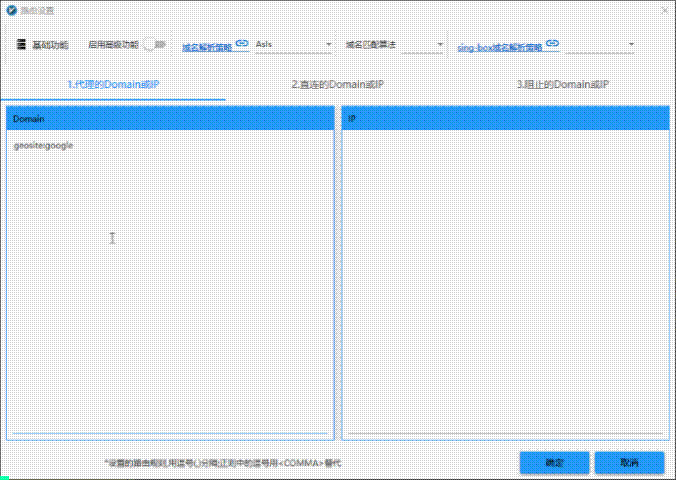 路由设置
基础功能 启用高级功能 域名解析策略 AsIs 域名匹配算法 sing-box域名解析策略
1.代理的Domain或IP 2.直连的Domain或IP 3.阻止的Domain或IP
Domain IP
geosite:google
*设置的路由规则,用逗号(,)分隔;正则中的逗号用<COMMA>替代
确定 取消